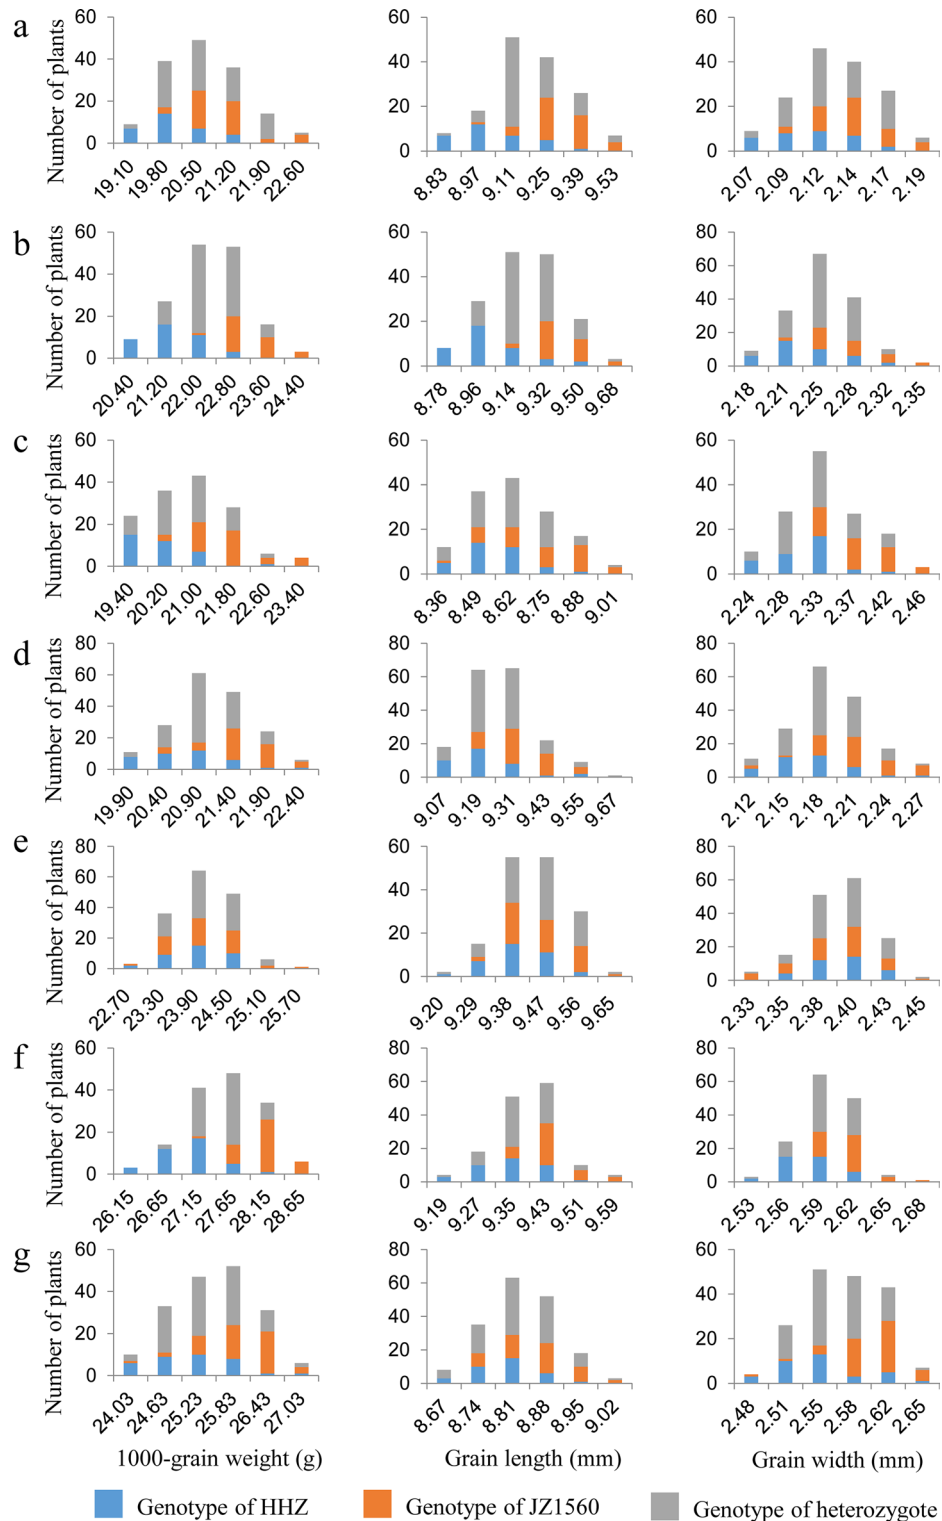 a
Number of plants
60
40
20
0
19.10 19.80 20.50 21.20 21.90 22.60
60
40
20
0
8.83 8.97 9.11 9.25 9.39 9.53
60
40
20
0
2.07 2.09 2.12 2.14 2.17 2.19
b
Number of plants
60
40
20
0
20.40 21.20 22.00 22.80 23.60 24.40
60
40
20
0
8.78 8.96 9.14 9.32 9.50 9.68
80
60
40
20
0
2.18 2.21 2.25 2.28 2.32 2.35
c
Number of plants
60
40
20
0
19.40 20.20 21.00 21.80 22.60 23.40
60
40
20
0
8.36 8.49 8.62 8.75 8.88 9.01
60
40
20
0
2.24 2.28 2.33 2.37 2.42 2.46
d
Number of plants
80
60
40
20
0
19.90 20.40 20.90 21.40 21.90 22.40
80
60
40
20
0
9.07 9.19 9.31 9.43 9.55 9.67
80
60
40
20
0
2.12 2.15 2.18 2.21 2.24 2.27
e
Number of plants
80
60
40
20
0
22.70 23.30 23.90 24.50 25.10 25.70
60
40
20
0
9.20 9.29 9.38 9.47 9.56 9.65
80
60
40
20
0
2.33 2.35 2.38 2.40 2.43 2.45
f
Number of plants
60
40
20
0
26.15 26.65 27.15 27.65 28.15 28.65
80
60
40
20
0
9.19 9.27 9.35 9.43 9.51 9.59
80
60
40
20
0
2.53 2.56 2.59 2.62 2.65 2.68
g
Number of plants
60
40
20
0
24.03 24.63 25.23 25.83 26.43 27.03
80
60
40
20
0
8.67 8.74 8.81 8.88 8.95 9.02
60
40
20
0
2.48 2.51 2.55 2.58 2.62 2.65
1000-grain weight (g)
Grain length (mm)
Grain width (mm)
Genotype of HHZ
Genotype of JZ1560
Genotype of heterozygote